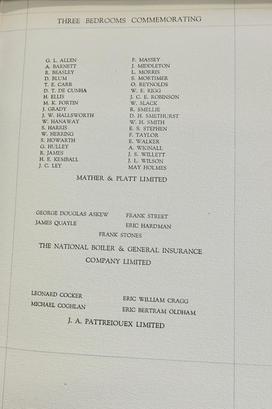 THREE BEDROOMS COMMEMORATING
G. L. ALLEN
A. BARNETT
R. BEASLEY
D. BLUM
T. E. CARR
D. T. DE CUNHA
H. ELLIS
M. K. FORTIN
J. GRADY
J. W. HALLSWORTH
W. HANAWAY
S. HARRIS
W. HERRING
S. HOWARTH
G. HULLEY
R. JAMES
H. E. KEMBALL
J. C. LEY
F. MASSEY
J. MIDDLETON
L. MORRIS
S. MORTIMER
O. REYNOLDS
W. E. RIGG
J. C. E. ROBINSON
W. SLACK
R. SMELLIE
D. H. SMETHURST
W. H. SMITH
E. S. STEPHEN
F. TAYLOR
E. WALKER
A. WIGNALL
J. S. WILLETT
J. L. WILSON
MAY HOLMES
MATHER & PLATT LIMITED
GEORGE DOUGLAS ASKEW
JAMES QUAYLE
FRANK STREET
ERIC HARDMAN
FRANK STONES
THE NATIONAL BOILER & GENERAL INSURANCE
COMPANY LIMITED
LEONARD COCKER
MICHAEL COGHLAN
ERIC WILLIAM CRAGG
ERIC BERTRAM OLDHAM
J. A. PATTREIOUEX LIMITED